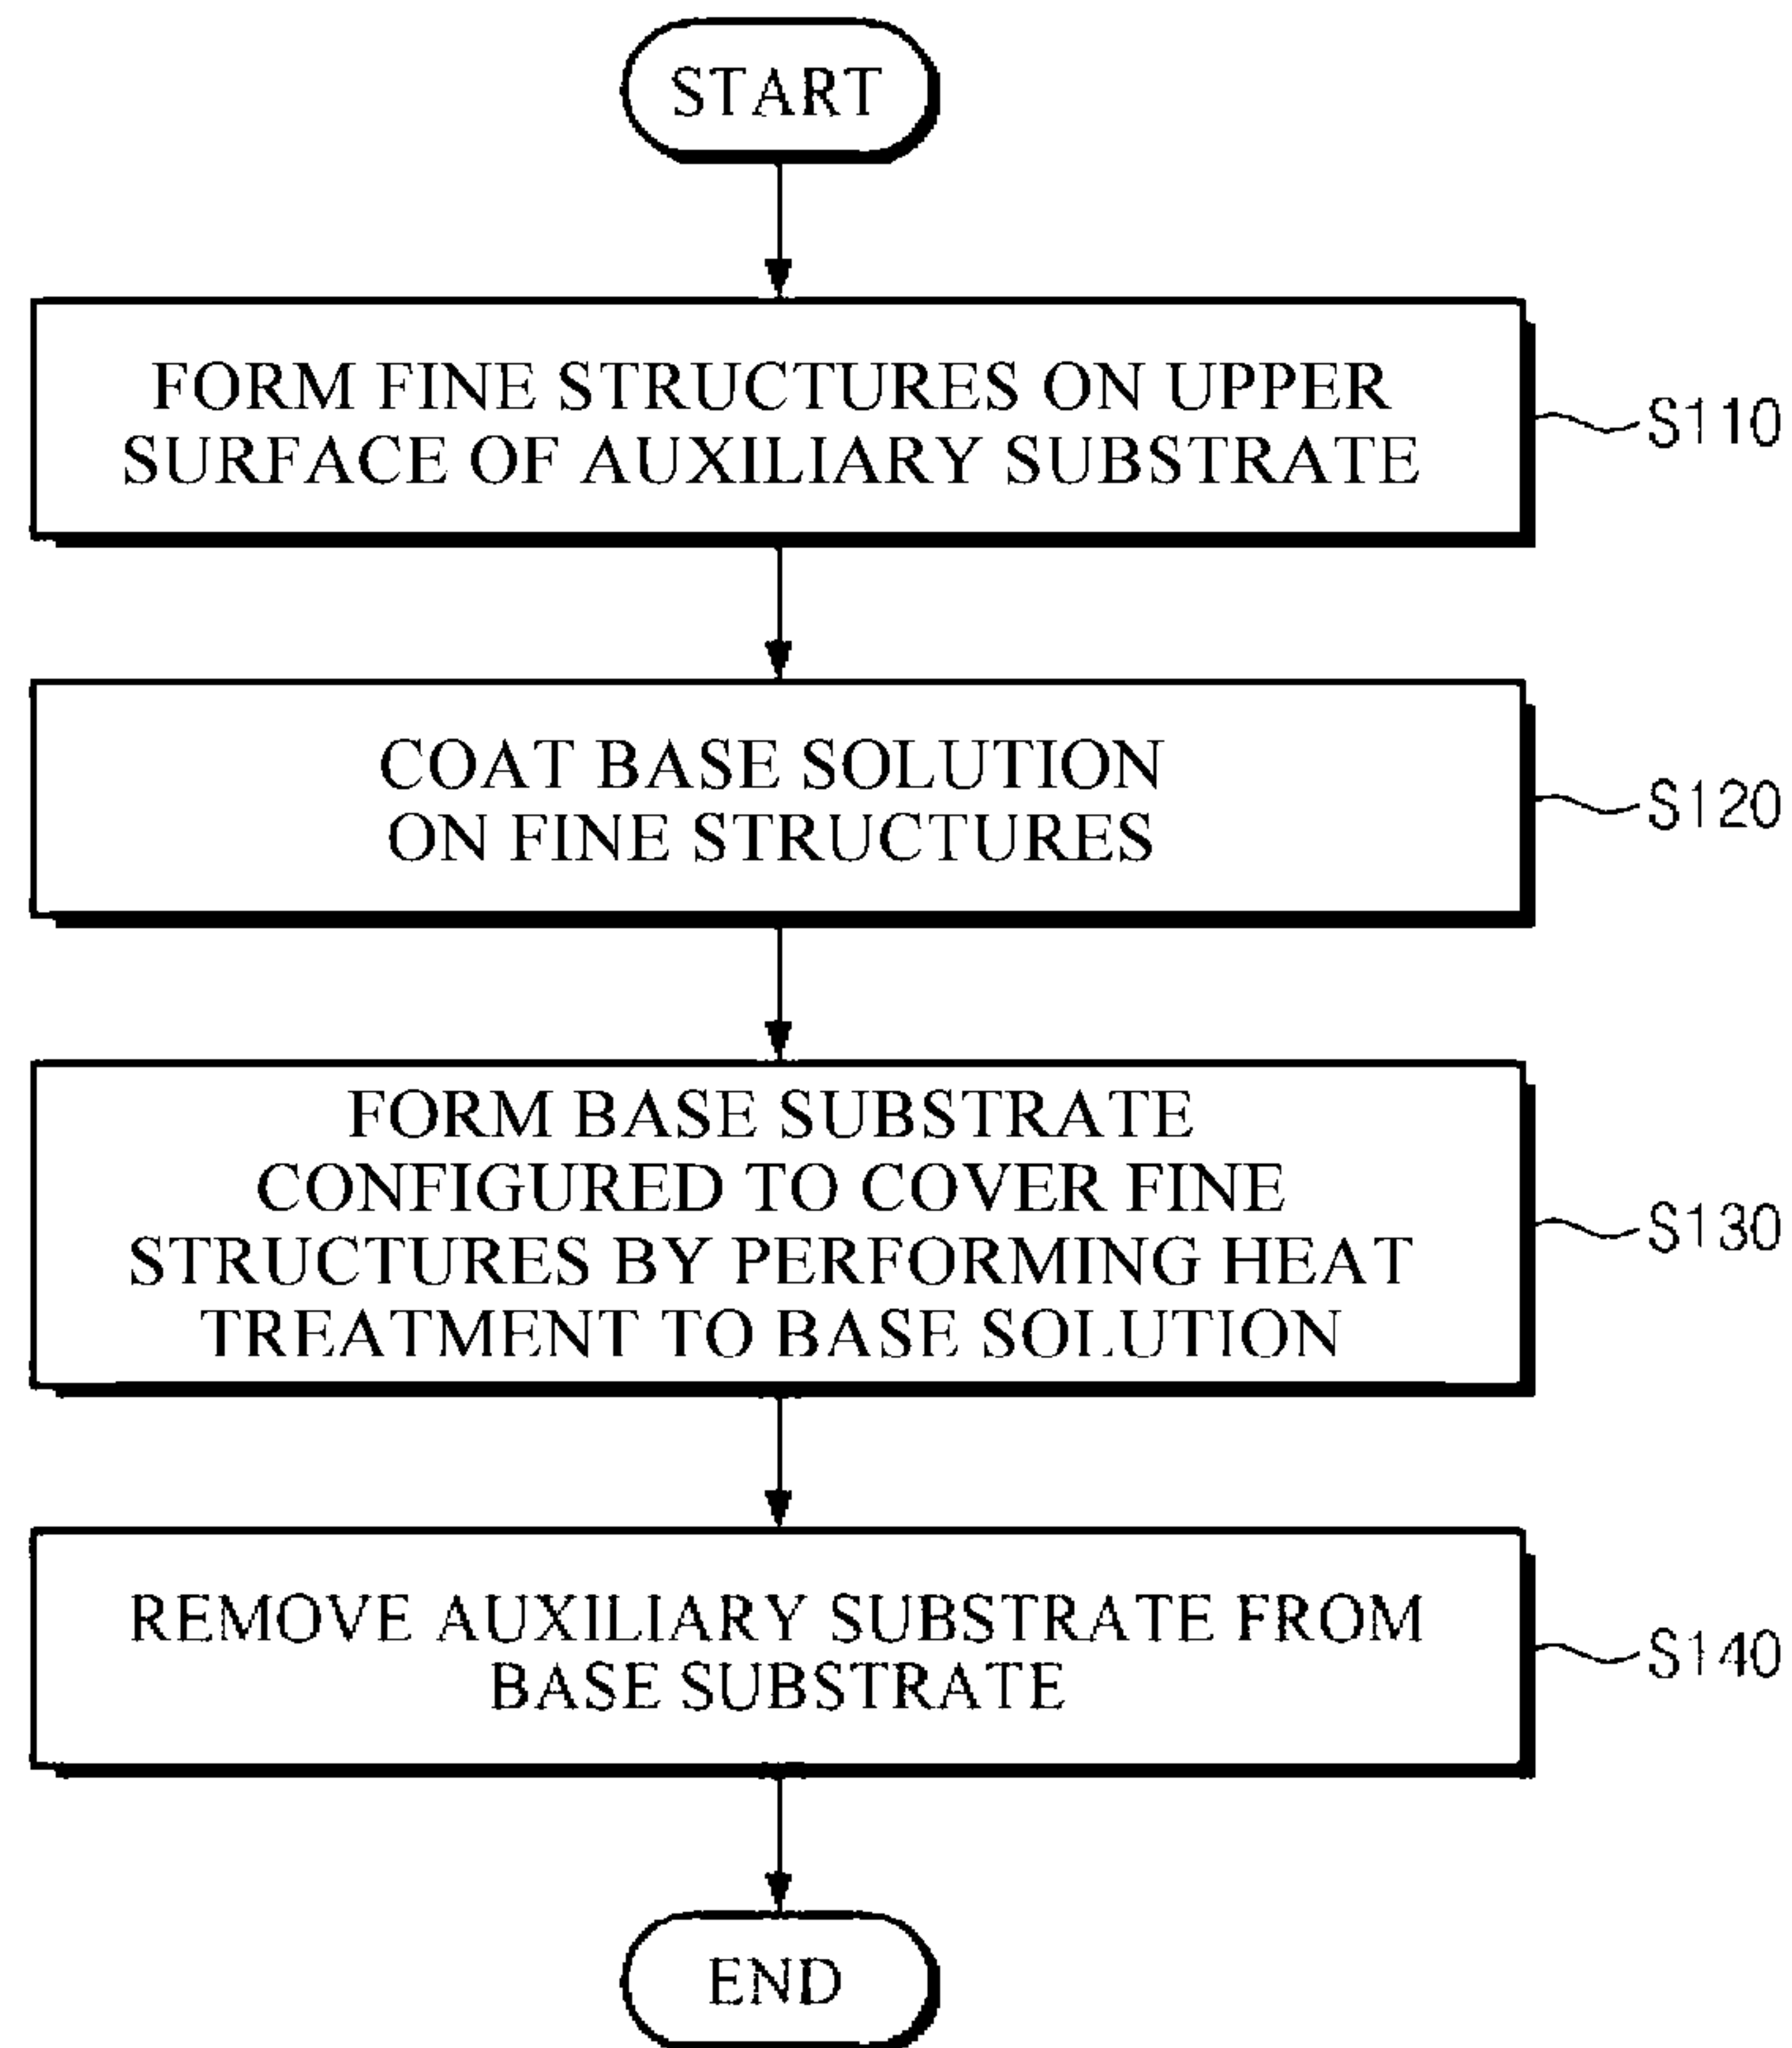 START
FORM FINE STRUCTURES ON UPPER
SURFACE OF AUXILIARY SUBSTRATE
S110
COAT BASE SOLUTION
ON FINE STRUCTURES
S120
FORM BASE SUBSTRATE
CONFIGURED TO COVER FINE
STRUCTURES BY PERFORMING HEAT
TREATMENT TO BASE SOLUTION
S130
REMOVE AUXILIARY SUBSTRATE FROM
BASE SUBSTRATE
S140
END